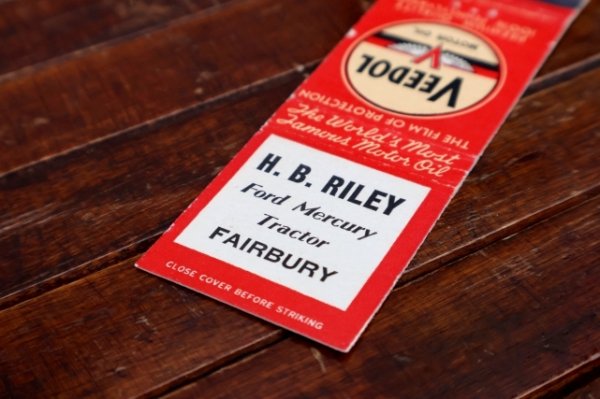 VEEDOL
MOTOR OIL
THE FILM OF PROTECTION
The World's Most
Famous Motor Oil
H. B. RILEY
Ford Mercury
Tractor
FAIRBURY
CLOSE COVER BEFORE STRIKING